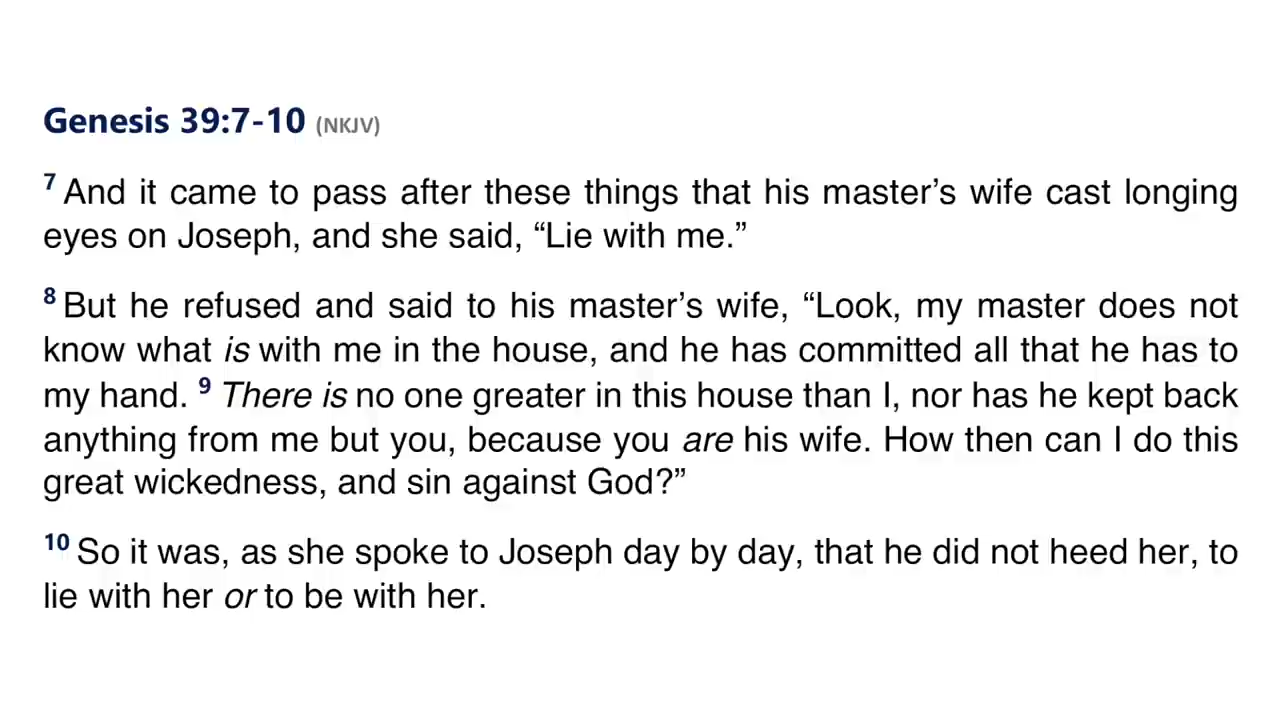 Genesis 39:7-10 (NKJV)
7 And it came to pass after these things that his master’s wife cast longing
eyes on Joseph, and she said, “Lie with me.”
8 But he refused and said to his master’s wife, “Look, my master does not
know what is with me in the house, and he has committed all that he has to
my hand. 9 There is no one greater in this house than I, nor has he kept back
anything from me but you, because you are his wife. How then can I do this
great wickedness, and sin against God?”
10 So it was, as she spoke to Joseph day by day, that he did not heed her, to
lie with her or to be with her.